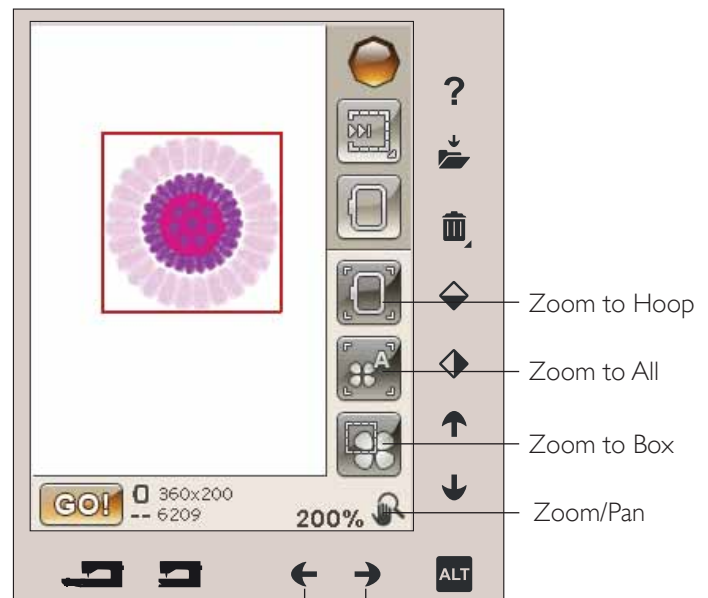 ?
Zoom to Hoop
A
Zoom to All
Zoom to Box
GO! 360x200
-- 6209
200%
Zoom/Pan
ALT